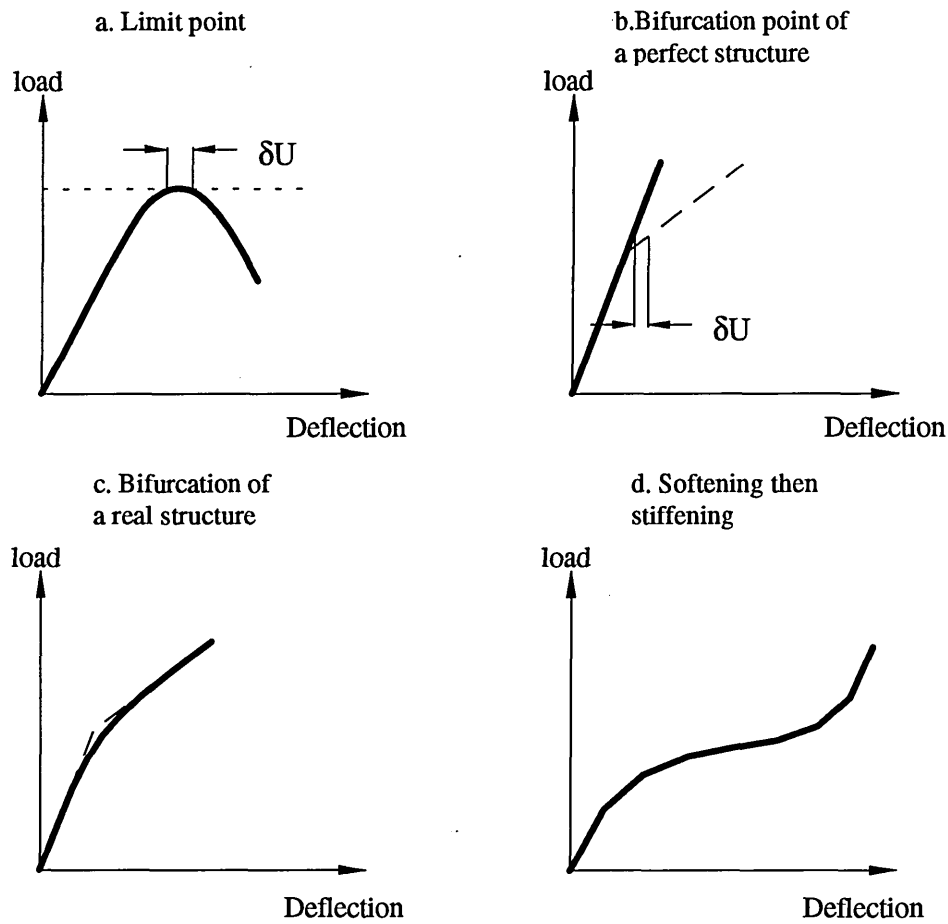 a. Limit point
load
δU
Deflection
b.Bifurcation point of
a perfect structure
load
δU
Deflection
c. Bifurcation of
a real structure
load
Deflection
d. Softening then
stiffening
load
Deflection